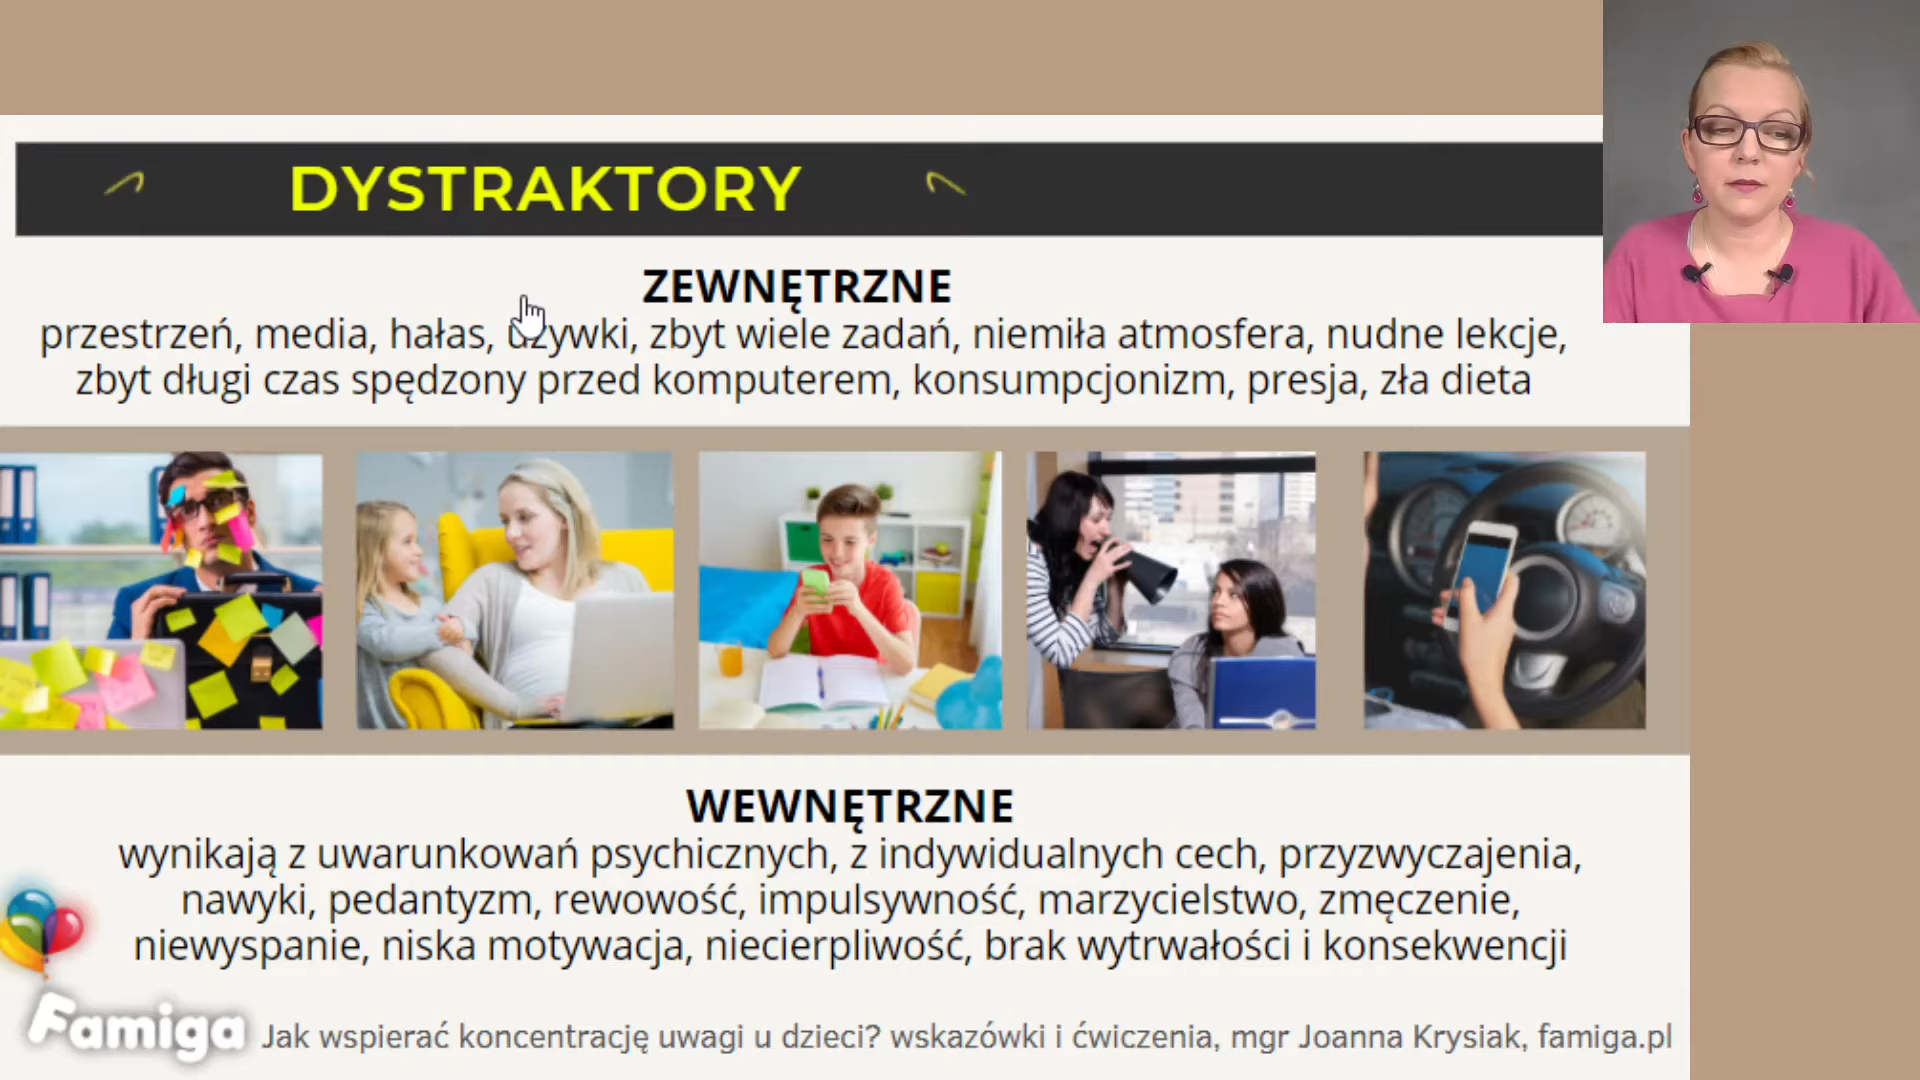 DYSTRAKTORY
ZEWNĘTRZNE
przestrzeń, media, hałas, używki, zbyt wiele zadań, niemiła atmosfera, nudne lekcje,
zbyt długi czas spędzony przed komputerem, konsumpcjonizm, presja, zła dieta
WEWNĘTRZNE
wynikają z uwarunkowań psychicznych, z indywidualnych cech, przyzwyczajenia,
nawyki, pedantyzm, rewowość, impulsywność, marzycielstwo, zmęczenie,
niewyspanie, niska motywacja, niecierpliwość, brak wytrwałości i konsekwencji
Famiga
Jak wspierać koncentrację uwagi u dzieci? wskazówki i ćwiczenia, mgr Joanna Krysiak, famiga.pl